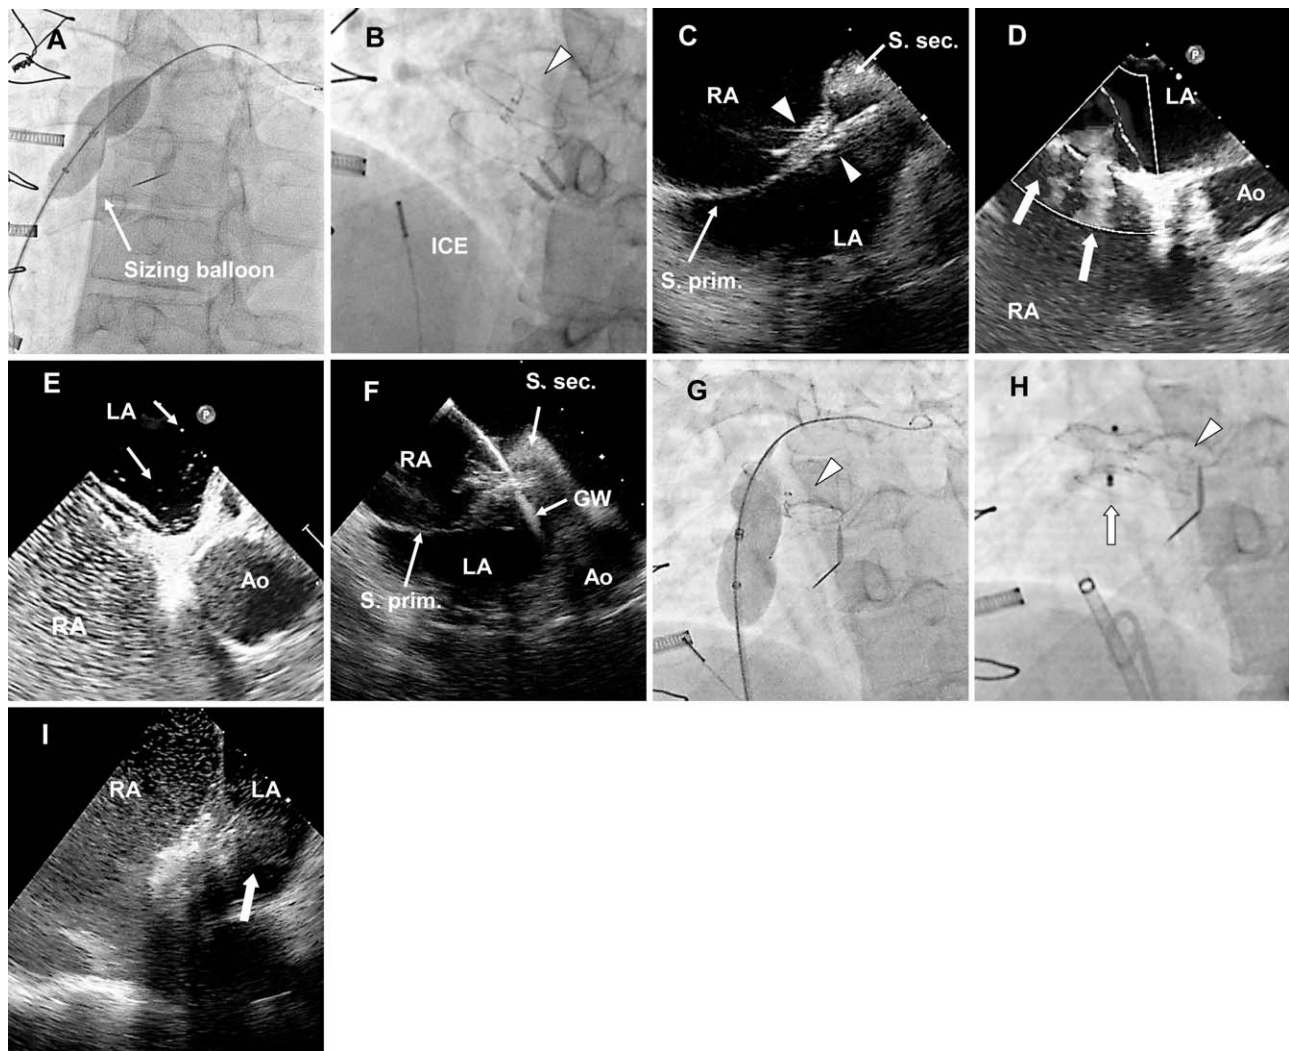 A
Sizing balloon
B
ICE
C
S. sec.
RA
LA
S. prim.
D
P
LA
Ao
RA
E
LA
P
Ao
RA
F
S. sec.
RA
GW
LA
Ao
S. prim.
G
H
I
RA
LA